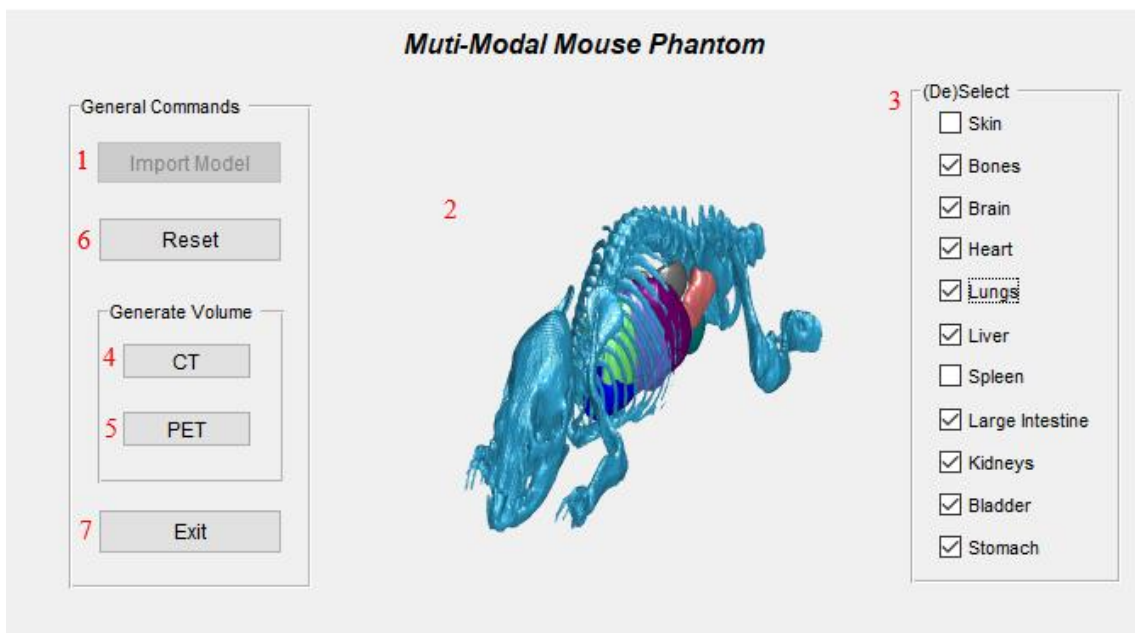 Muti-Modal Mouse Phantom
General Commands
1 Import Model
6 Reset
Generate Volume
4 CT
5 PET
7 Exit
2
3 (De)Select
Skin
Bones
Brain
Heart
Lungs
Liver
Spleen
Large Intestine
Kidneys
Bladder
Stomach